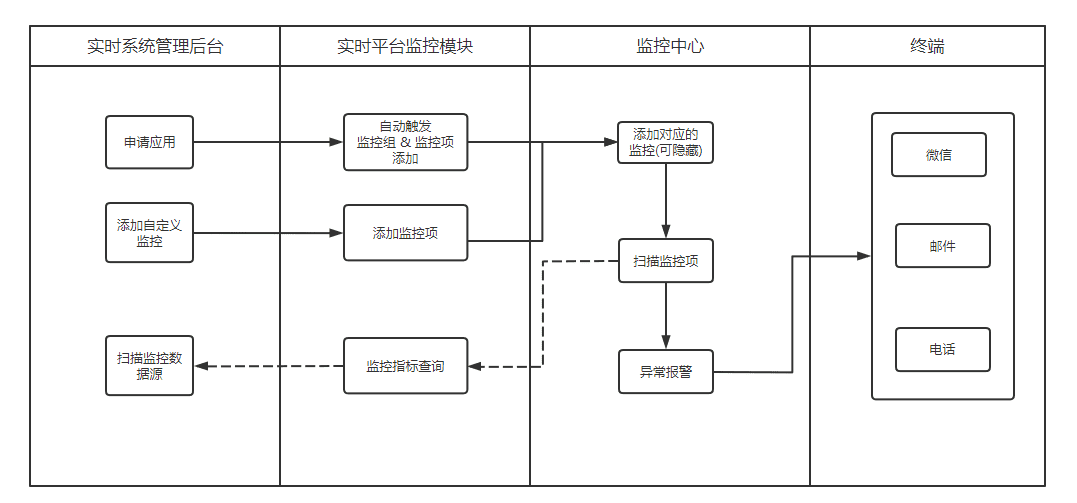 实时系统管理后台
实时平台监控模块
监控中心
终端
申请应用
自动触发
监控组 & 监控项
添加
添加对应的
监控(可隐藏)
微信
添加自定义
监控
添加监控项
扫描监控项
邮件
扫描监控数
据源
监控指标查询
异常报警
电话